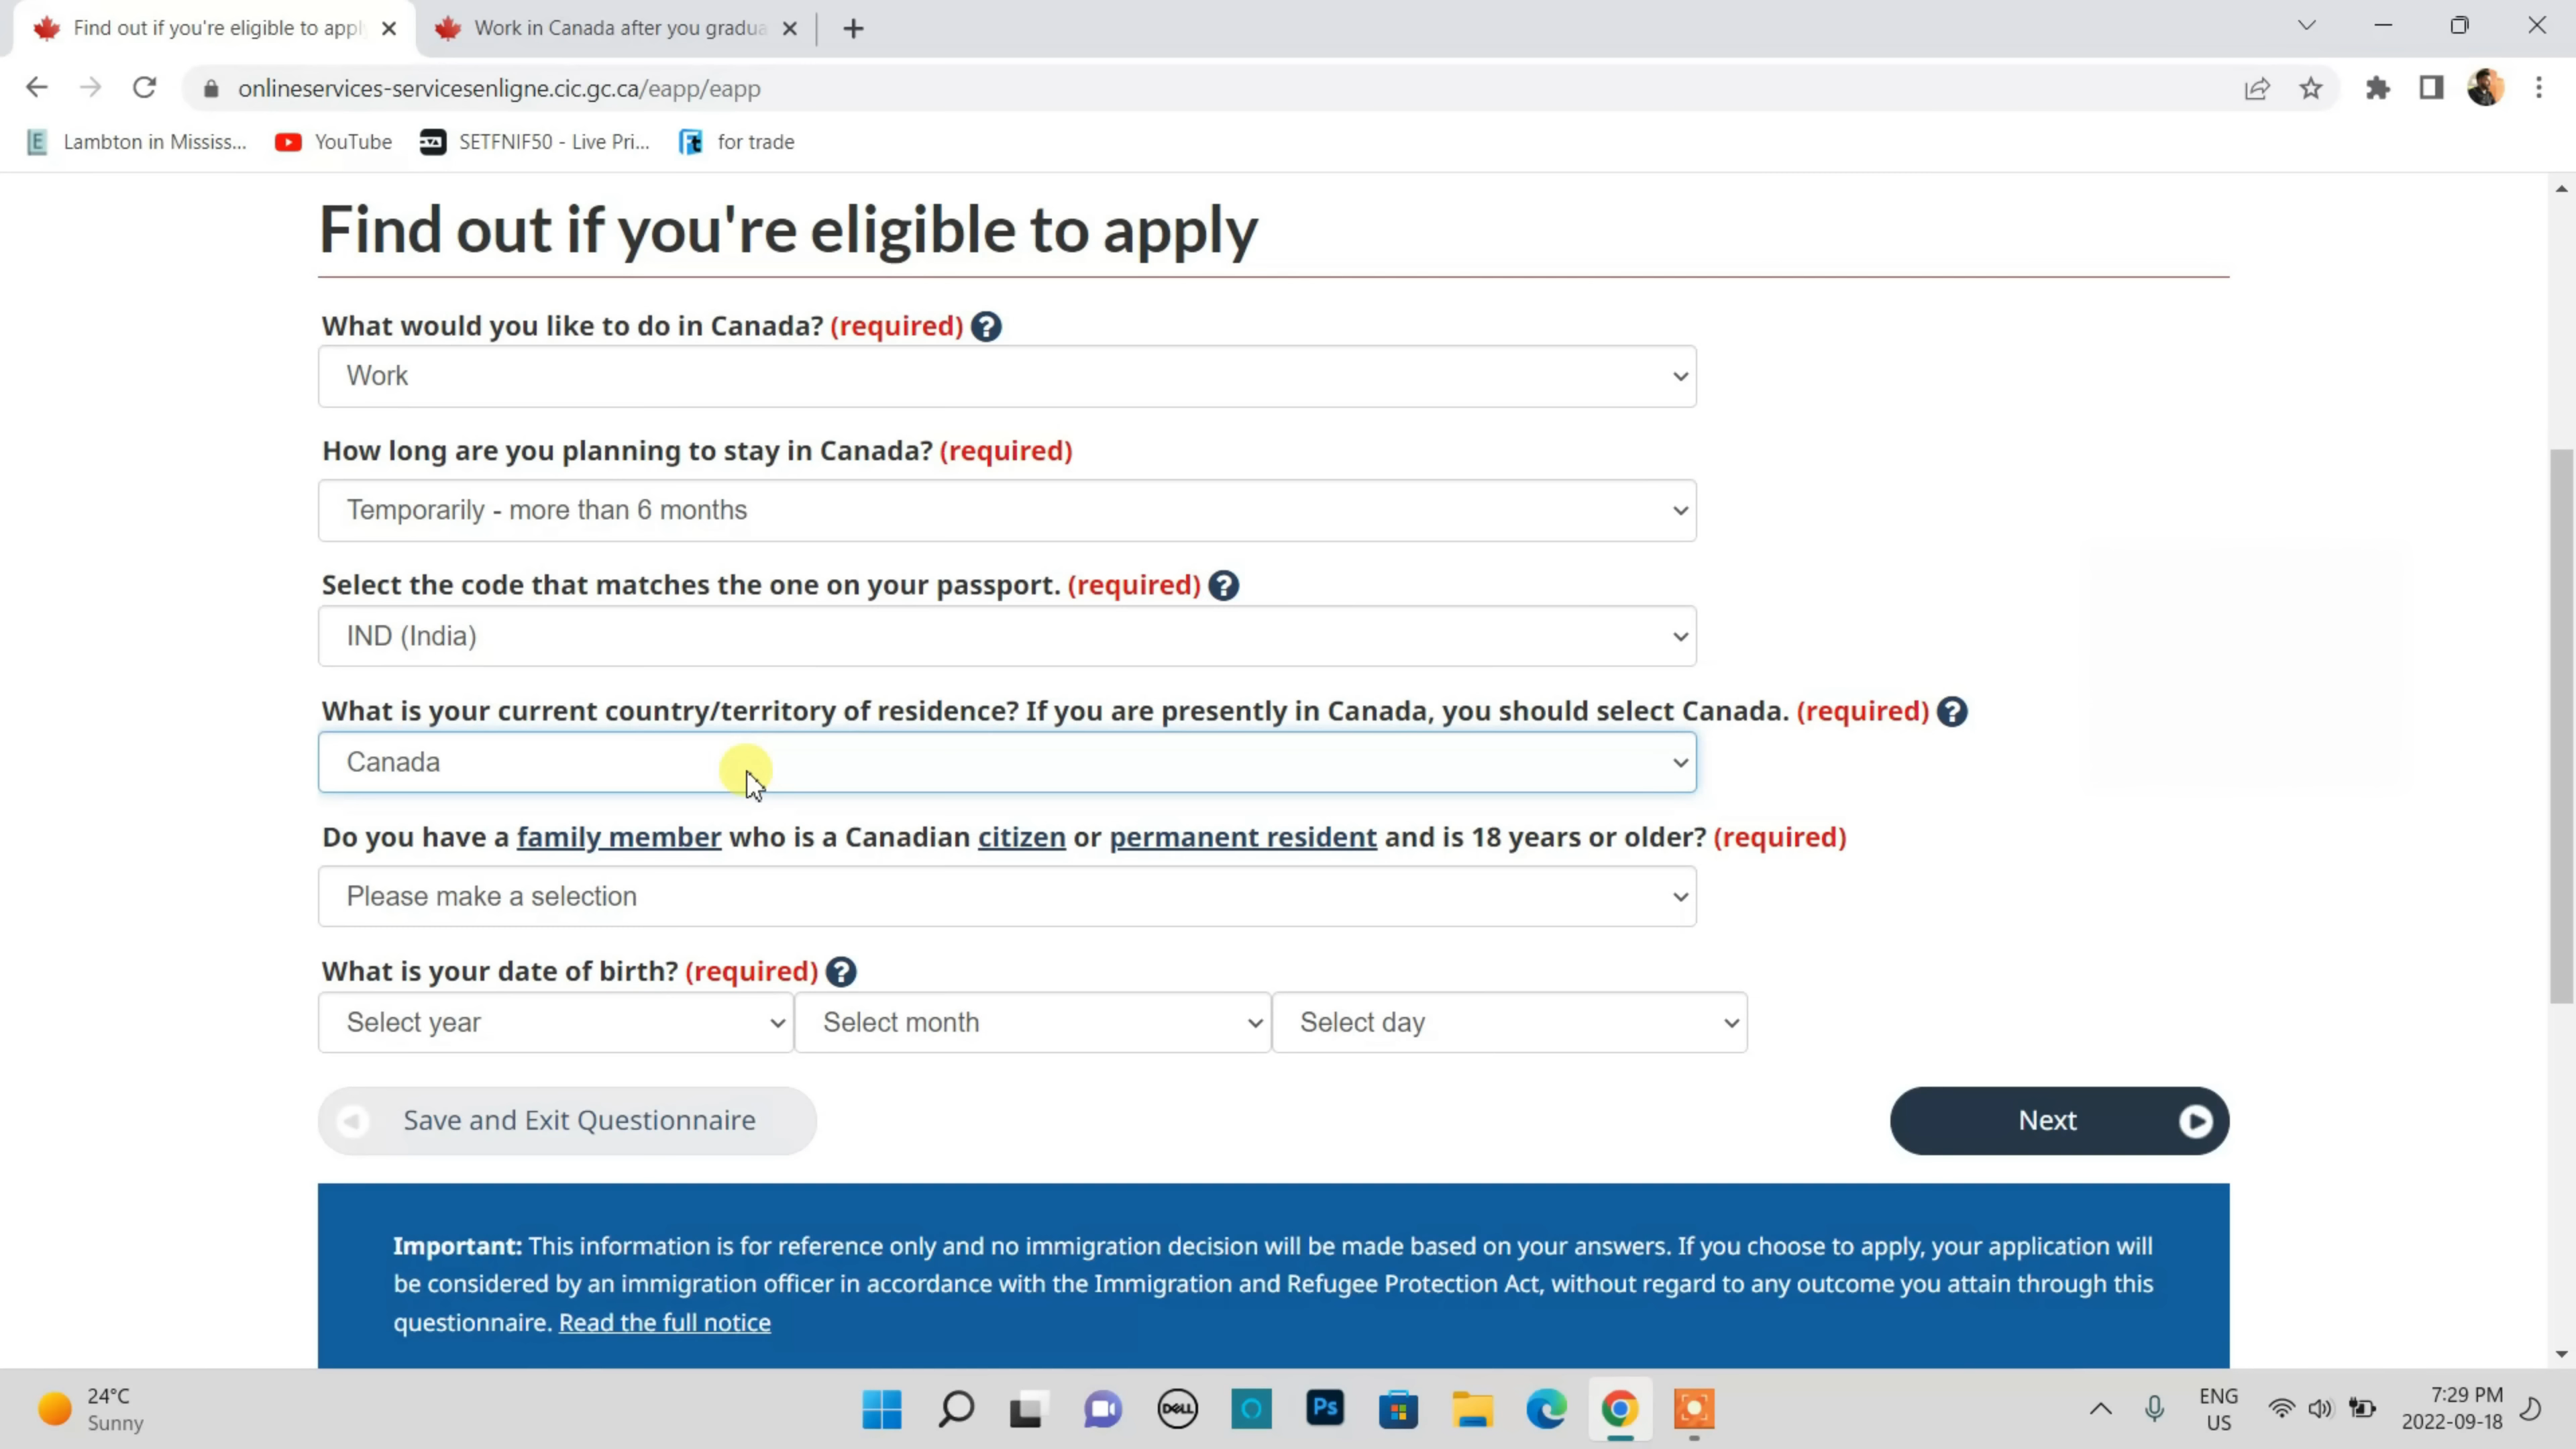 Find out if you're eligible to appl
Work in Canada after you gradua
onlineservices-servicesenligne.cic.gc.ca/eapp/eapp
Lambton in Mississ...
YouTube
SETFNIF50 - Live Pri...
for trade
Find out if you're eligible to apply
What would you like to do in Canada? (required) ?
Work
How long are you planning to stay in Canada? (required)
Temporarily - more than 6 months
Select the code that matches the one on your passport. (required) ?
IND (India)
What is your current country/territory of residence? If you are presently in Canada, you should select Canada. (required) ?
Canada
Do you have a family member who is a Canadian citizen or permanent resident and is 18 years or older? (required)
Please make a selection
What is your date of birth? (required) ?
Select year
Select month
Select day
Save and Exit Questionnaire
Next
Important: This information is for reference only and no immigration decision will be made based on your answers. If you choose to apply, your application will
be considered by an immigration officer in accordance with the Immigration and Refugee Protection Act, without regard to any outcome you attain through this
questionnaire. Read the full notice
24°C
Sunny
DELL
Ps
ENG
US
7:29 PM
2022-09-18